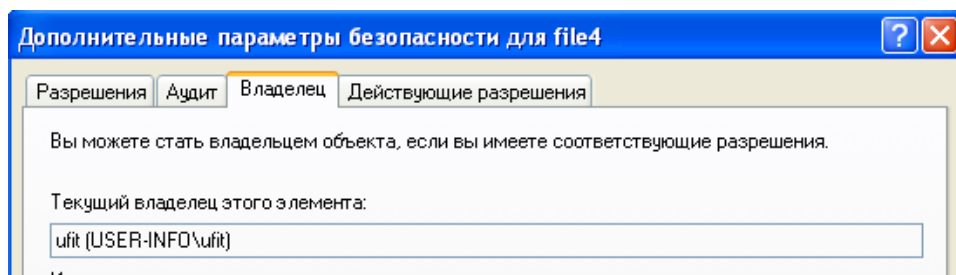 Дополнительные параметры безопасности для file4
Разрешения Аудит Владелец Действующие разрешения
Вы можете стать владельцем объекта, если вы имеете соответствующие разрешения.
Текущий владелец этого элемента:
ufit (USER-INFO\ufit)